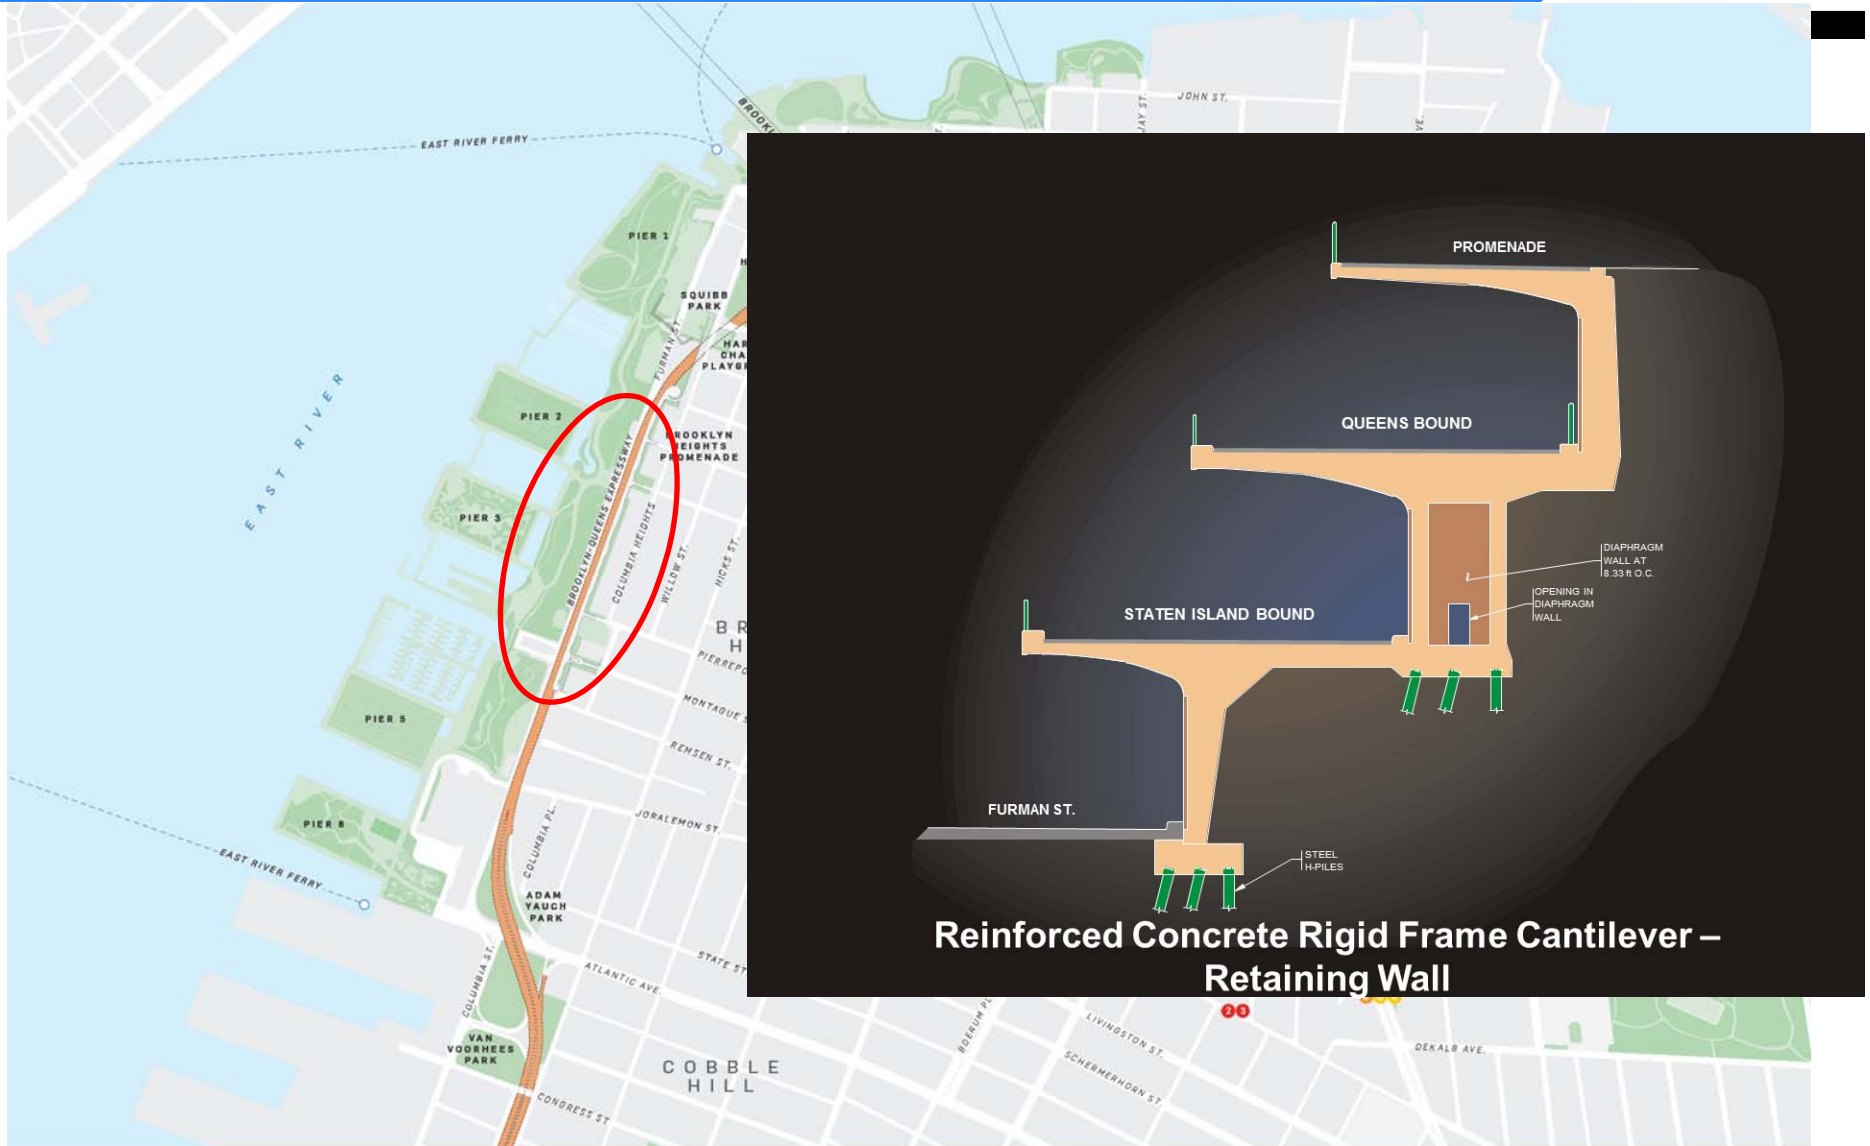 JOHN ST.
JAY ST.
EAST RIVER FERRY
PIER 1
SQUIBB
PARK
FURMAN ST.
PIER 2
BROOKLYN
HEIGHTS
PROMENADE
EAST RIVER
BROOKLYN-QUEENS EXPRESSWAY
COLUMBIA HEIGHTS
WILLOW ST.
HICKS ST.
PIER 3
MONTAGUE
REMSEN ST.
PIER 5
JORALEMON ST.
COLUMBIA PL.
PIER 6
EAST RIVER FERRY
ADAM
YAUCH
PARK
STATE ST
ATLANTIC AVE.
COLUMBIA ST.
VAN
VOORHEES
PARK
COBBLE
HILL
CONGRESS ST
BOERUM PL
LIVINGSTON ST.
SCHERMERHORN ST.
DEKALB AVE.
2 3
PROMENADE
QUEENS BOUND
DIAPHRAGM
WALL AT
8.33 ft O.C.
OPENING IN
DIAPHRAGM
WALL
STATEN ISLAND BOUND
FURMAN ST.
STEEL
H-PILES
Reinforced Concrete Rigid Frame Cantilever –
Retaining Wall